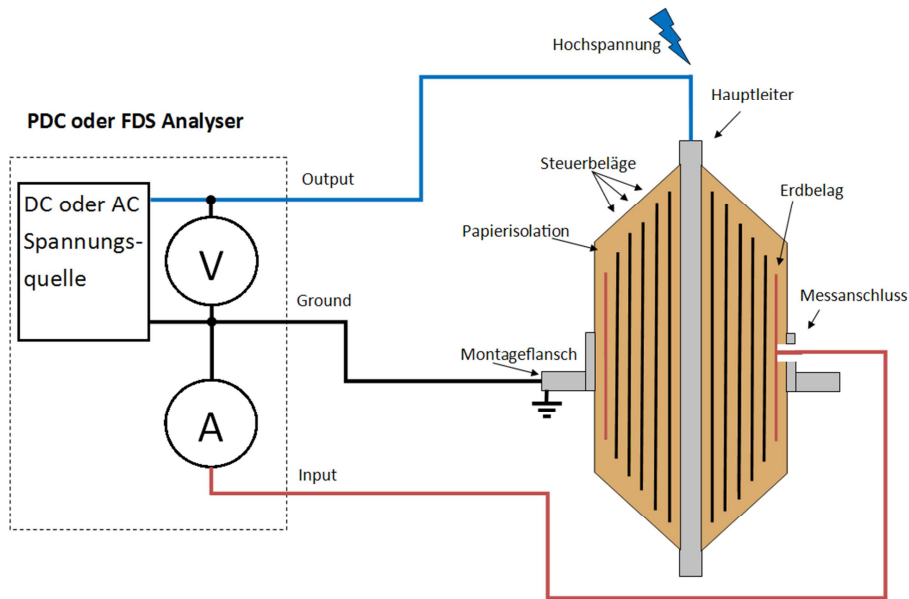 Hochspannung
Hauptleiter
PDC oder FDS Analyser
Steuerbeläge
Output
Erdbelag
DC oder AC
Spannungs-
quelle
V
Papierisolation
Ground
Messanschluss
Montageflansch
A
Input